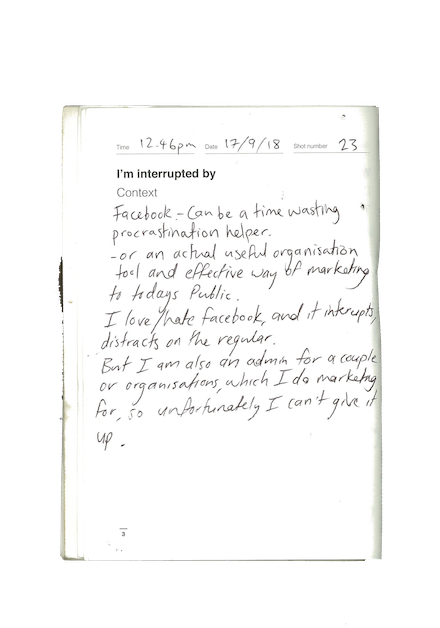 Time 12.46pm Date 17/9/18 Shot number 23
I'm interrupted by
Context
Facebook - Can be a time wasting
procrastination helper.
- or an actual useful organisation
tool and effective way of marketing
to todays Public.
I love/hate facebook, and it interupts,
distracts on the regular.
But I am also an admin for a couple
or organisations, which I do marketing
for, so unfortunately I can't give it
up.
3